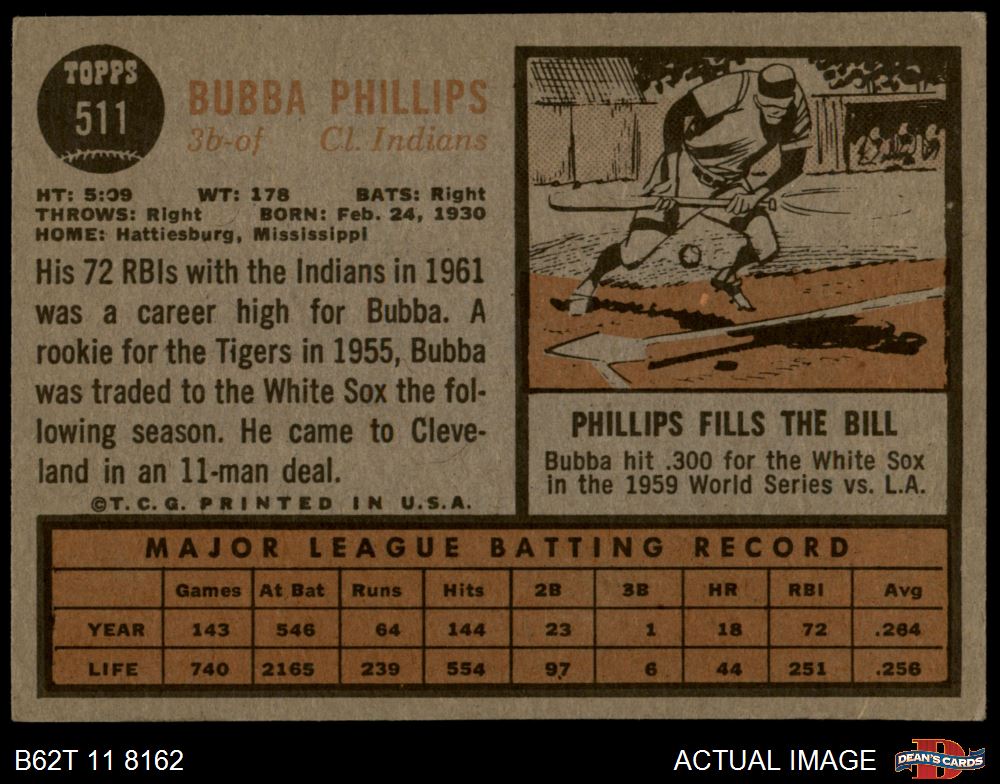 TOPPS
511
BUBBA PHILLIPS
3b-of Cl. Indians
HT: 5:09 WT: 178 BATS: Right
THROWS: Right BORN: Feb. 24, 1930
HOME: Hattiesburg, Mississippi
His 72 RBIs with the Indians in 1961
was a career high for Bubba. A
rookie for the Tigers in 1955, Bubba
was traded to the White Sox the fol-
lowing season. He came to Cleve-
land in an 11-man deal.
©T.C.G. PRINTED IN U.S.A.
PHILLIPS FILLS THE BILL
Bubba hit .300 for the White Sox
in the 1959 World Series vs. L.A.
MAJOR LEAGUE BATTING RECORD
Games At Bat Runs Hits 2B 3B HR RBI Avg
YEAR 143 546 64 144 23 1 18 72 .264
LIFE 740 2165 239 554 97 6 44 251 .256
B62T 11 8162 ACTUAL IMAGE
DEAN'S CARDS